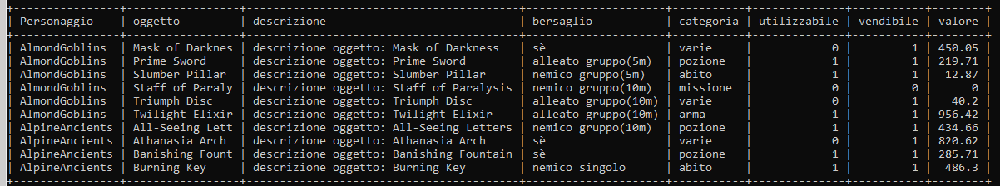 | Personaggio | oggetto | descrizione | bersaglio | categoria | utilizzabile | vendibile | valore |
| AlmondGoblins | Mask of Darknes | descrizione oggetto: Mask of Darkness | sè | varie | 0 | 1 | 450.05 |
| AlmondGoblins | Prime Sword | descrizione oggetto: Prime Sword | alleato gruppo(5m) | pozione | 1 | 1 | 219.71 |
| AlmondGoblins | Slumber Pillar | descrizione oggetto: Slumber Pillar | nemico gruppo(5m) | abito | 1 | 1 | 12.87 |
| AlmondGoblins | Staff of Paraly | descrizione oggetto: Staff of Paralysis | nemico gruppo(10m) | missione | 0 | 0 | 0 |
| AlmondGoblins | Triumph Disc | descrizione oggetto: Triumph Disc | alleato gruppo(10m) | varie | 0 | 1 | 40.2 |
| AlmondGoblins | Twilight Elixir | descrizione oggetto: Twilight Elixir | alleato gruppo(10m) | arma | 1 | 1 | 956.42 |
| AlpineAncients | All-Seeing Lett | descrizione oggetto: All-Seeing Letters | nemico gruppo(10m) | pozione | 1 | 1 | 434.66 |
| AlpineAncients | Athanasia Arch | descrizione oggetto: Athanasia Arch | sè | varie | 0 | 1 | 820.62 |
| AlpineAncients | Banishing Fount | descrizione oggetto: Banishing Fountain | sè | pozione | 1 | 1 | 285.71 |
| AlpineAncients | Burning Key | descrizione oggetto: Burning Key | nemico singolo | abito | 1 | 1 | 486.3 |